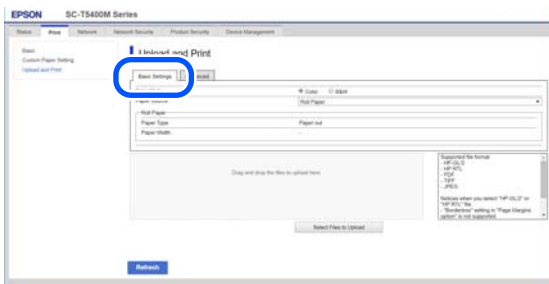 EPSON SC-T5400M Series
Status Print Network Network Security Product Security Device Management
Basic
Custom Paper Setting
Upload and Print
Upload and Print
Basic Settings
Color B&W
Roll Paper
Roll Paper
Paper Type Paper out
Paper Width -
Drag and drop the files to upload here.
Supported file format
- HP-GL/2
- HP RTL
- PDF
- TIFF
- JPEG
Notices when you select "HP-GL/2" or
"HP RTL" file
- "Borderless" setting in "Page Margins
option" is not supported.
Select Files to Upload
Refresh